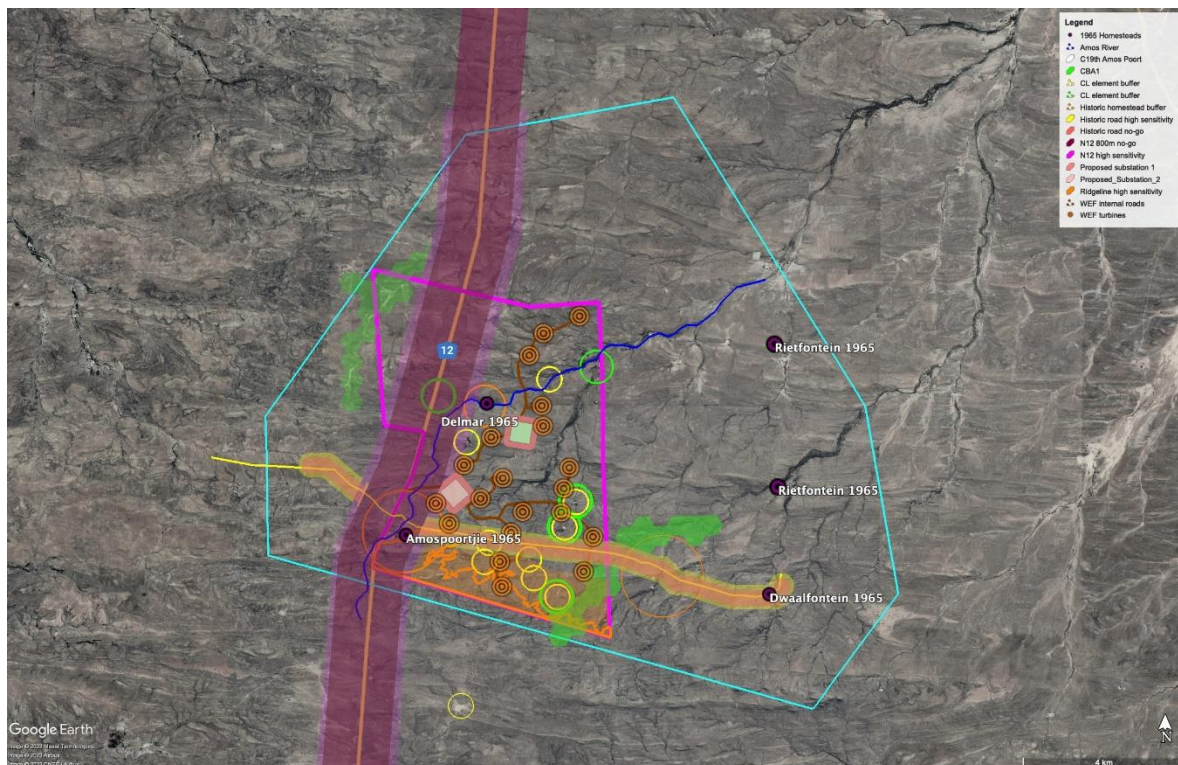 Legend
1965 Homesteads
Amos River
C19th Amos Poort
CBA1
CL element buffer
CL element buffer
Historic homestead buffer
Historic road high sensitivity
Historic road no-go
N12 800m no-go
N12 high sensitivity
Proposed substation 1
Proposed_Substation_2
Ridgeline high sensitivity
WEF internal roads
WEF turbines
Rietfontein 1965
12
Delmar 1965
Rietfontein 1965
Amospoortjie 1965
Dwaalfontein 1965
Google Earth
N
4 km